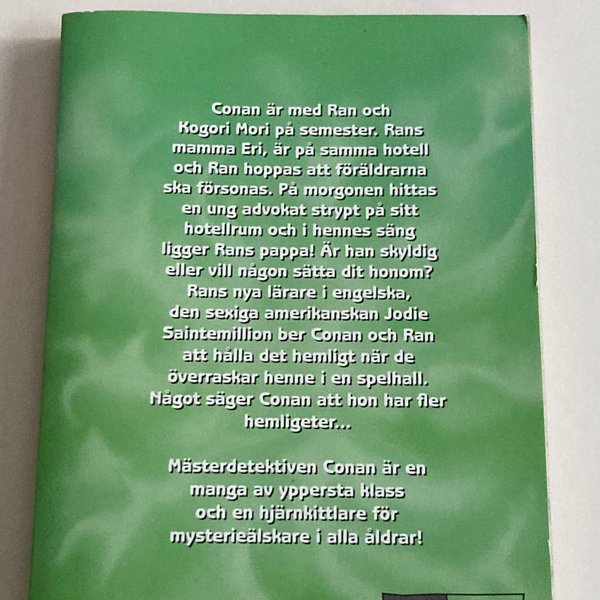 Conan är med Ran och
Kogori Mori på semester. Rans
mamma Eri, är på samma hotell
och Ran hoppas att föräldrarna
ska försonas. På morgonen hittas
en ung advokat strypt på sitt
hotellrum och i hennes säng
ligger Rans pappa! Är han skyldig
eller vill någon sätta dit honom?
Rans nya lärare i engelska,
den sexiga amerikanskan Jodie
Saintemillion ber Conan och Ran
att hålla det hemligt när de
överraskar henne i en spelhall.
Något säger Conan att hon har fler
hemligeter...
Mästerdetektiven Conan är en
manga av yppersta klass
och en hjärnkittlare för
mysterieälskare i alla åldrar!